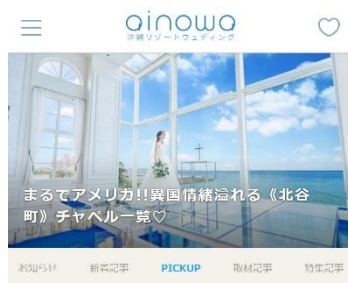 ainowa
沖縄リゾートウェディング
まるでアメリカ!!異国情緒溢れる《北谷
町》チャペル一覧♡
お知らせ 新着記事 PICKUP 取材記事 特集記事